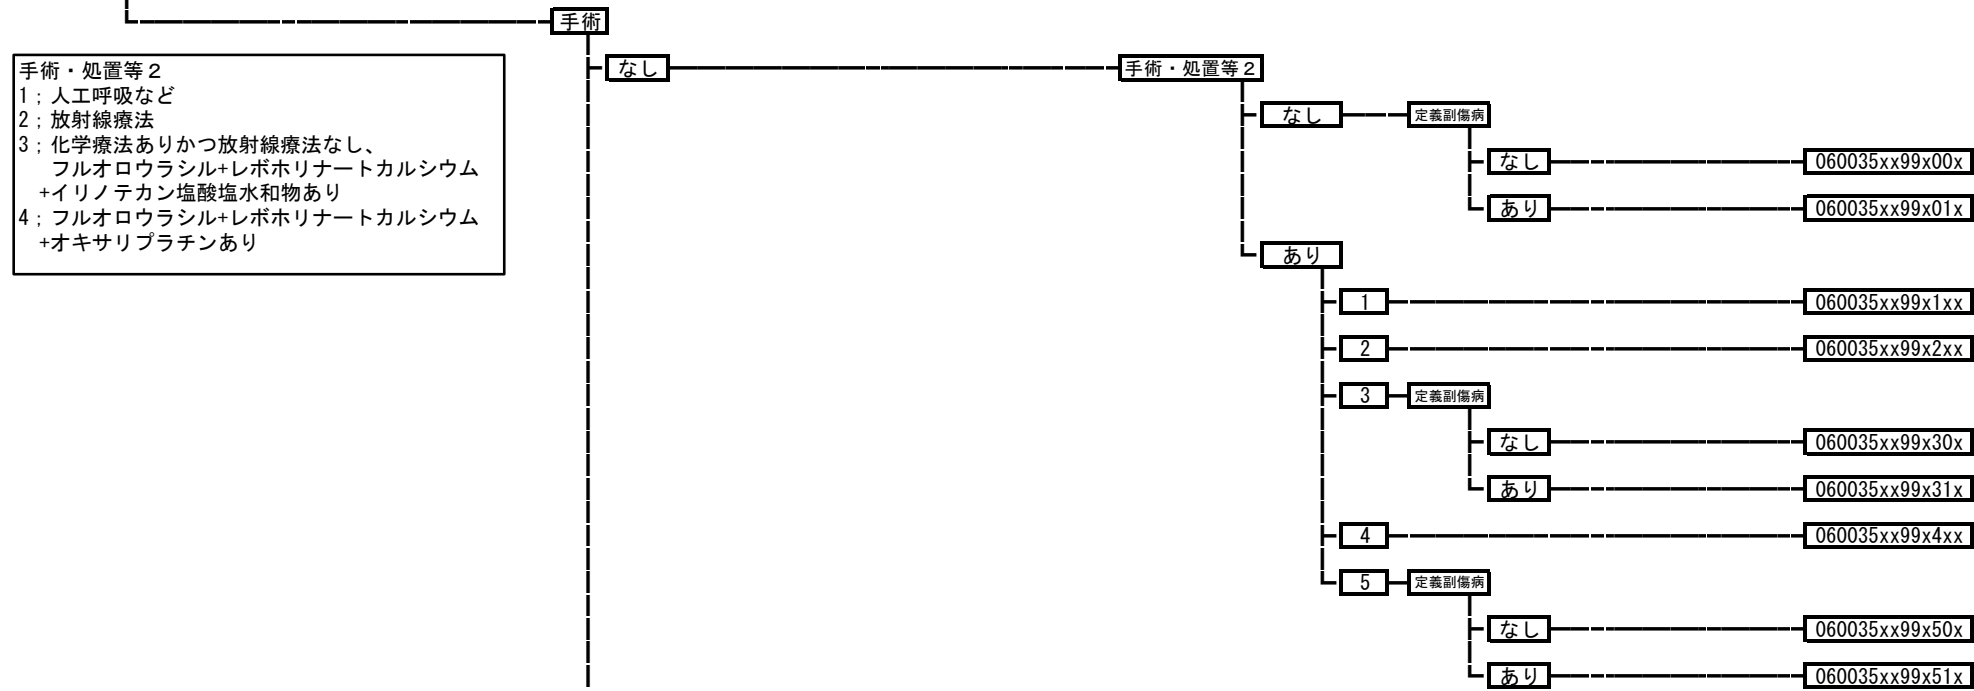 手術
手術・処置等２
1；人工呼吸など
2；放射線療法
3；化学療法ありかつ放射線療法なし、
フルオロウラシル+レボホリナートカルシウム
+イリノテカン塩酸塩水和物あり
4；フルオロウラシル+レボホリナートカルシウム
+オキサリプラチンあり
なし
手術・処置等２
なし
定義副傷病
なし
060035xx99x00x
あり
060035xx99x01x
あり
1
060035xx99x1xx
2
060035xx99x2xx
3
定義副傷病
なし
060035xx99x30x
あり
060035xx99x31x
4
060035xx99x4xx
5
定義副傷病
なし
060035xx99x50x
あり
060035xx99x51x